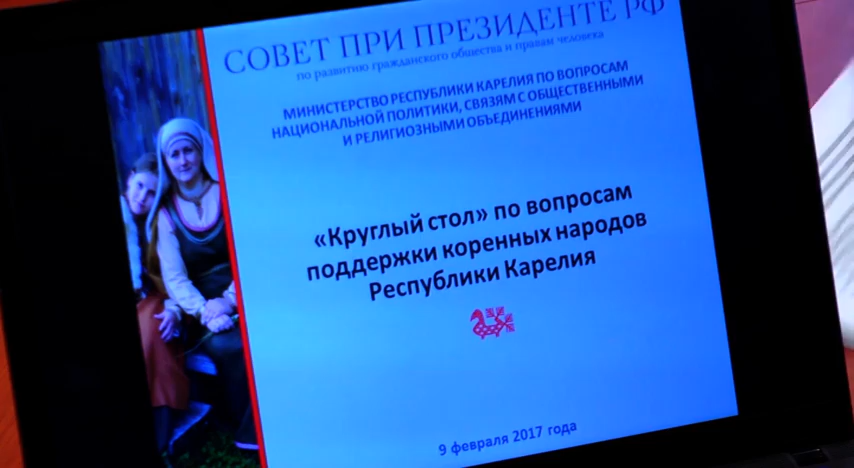 СОВЕТ ПРИ ПРЕЗИДЕНТЕ РФ
по развитию гражданского общества и правам человека
МИНИСТЕРСТВО РЕСПУБЛИКИ КАРЕЛИЯ ПО ВОПРОСАМ
НАЦИОНАЛЬНОЙ ПОЛИТИКИ, СВЯЗЯМ С ОБЩЕСТВЕННЫМИ
И РЕЛИГИОЗНЫМИ ОБЪЕДИНЕНИЯМИ
«Круглый стол» по вопросам
поддержки коренных народов
Республики Карелия
9 февраля 2017 года